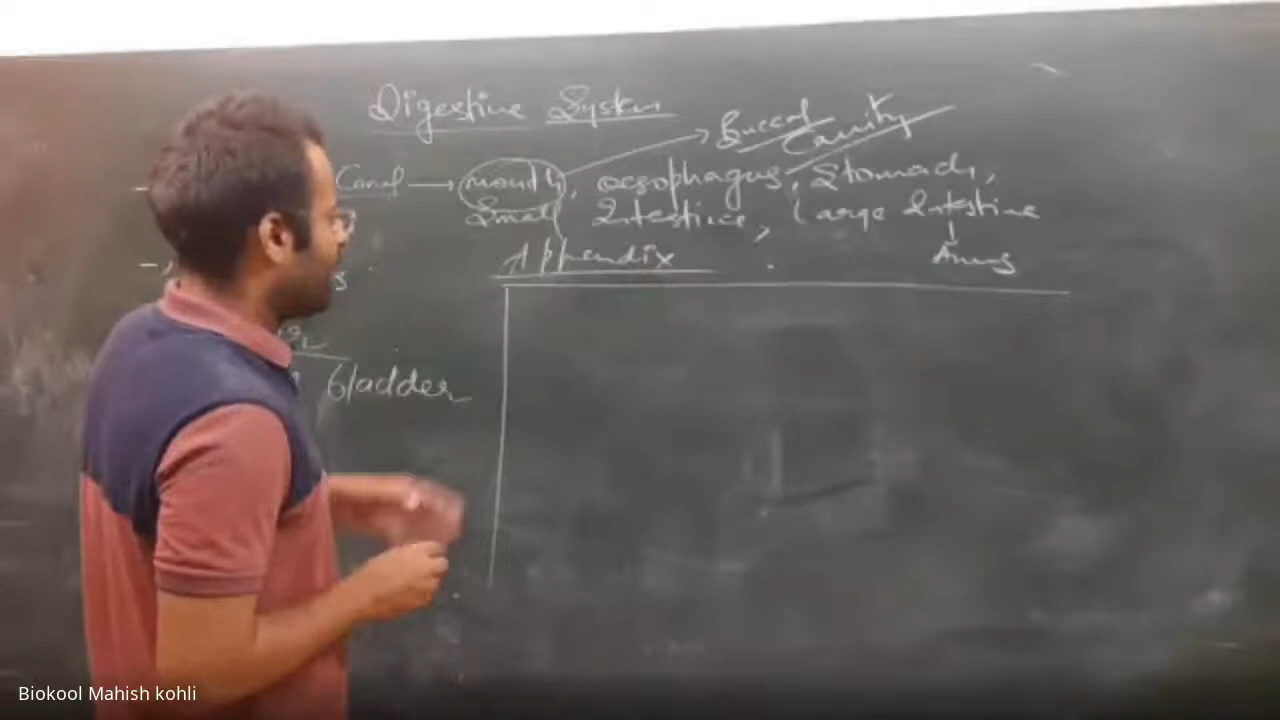 Digestive System
Buccal Cavity
Canal → mouth, oesophagus, Stomach,
Small Intestine, Large Intestine
Appendix
Anus
Bladder
Biokool Mahish kohli